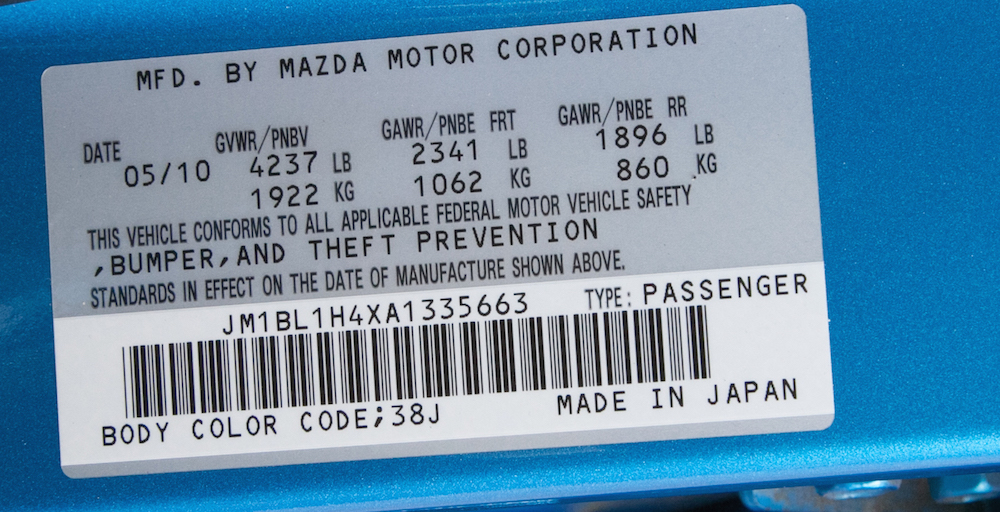 MFD. BY MAZDA MOTOR CORPORATION
DATE GVWR/PNBV GAWR/PNBE FRT GAWR/PNBE RR
05/10 4237 LB 2341 LB 1896 LB
1922 KG 1062 KG 860 KG
THIS VEHICLE CONFORMS TO ALL APPLICABLE FEDERAL MOTOR VEHICLE SAFETY
,BUMPER,AND THEFT PREVENTION
STANDARDS IN EFFECT ON THE DATE OF MANUFACTURE SHOWN ABOVE.
JM1BL1H4XA1335663 TYPE: PASSENGER
BODY COLOR CODE;38J MADE IN JAPAN